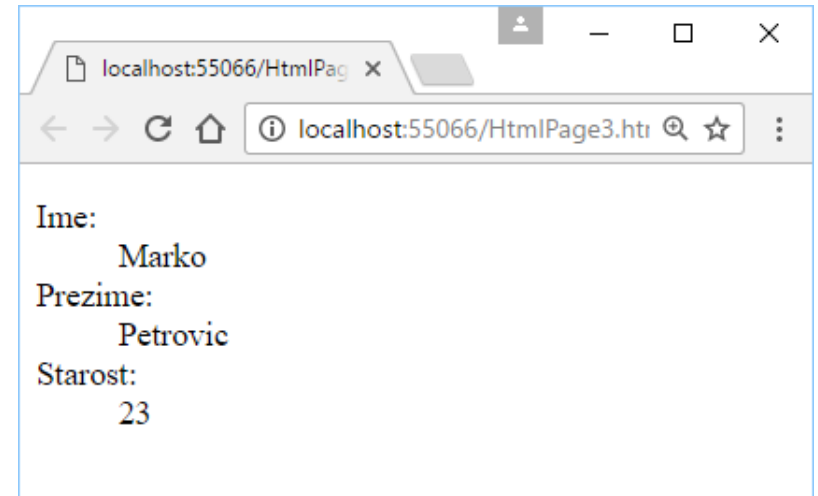 localhost:55066/HtmlPag
localhost:55066/HtmlPage3.htr
Ime:
Marko
Prezime:
Petrovic
Starost:
23